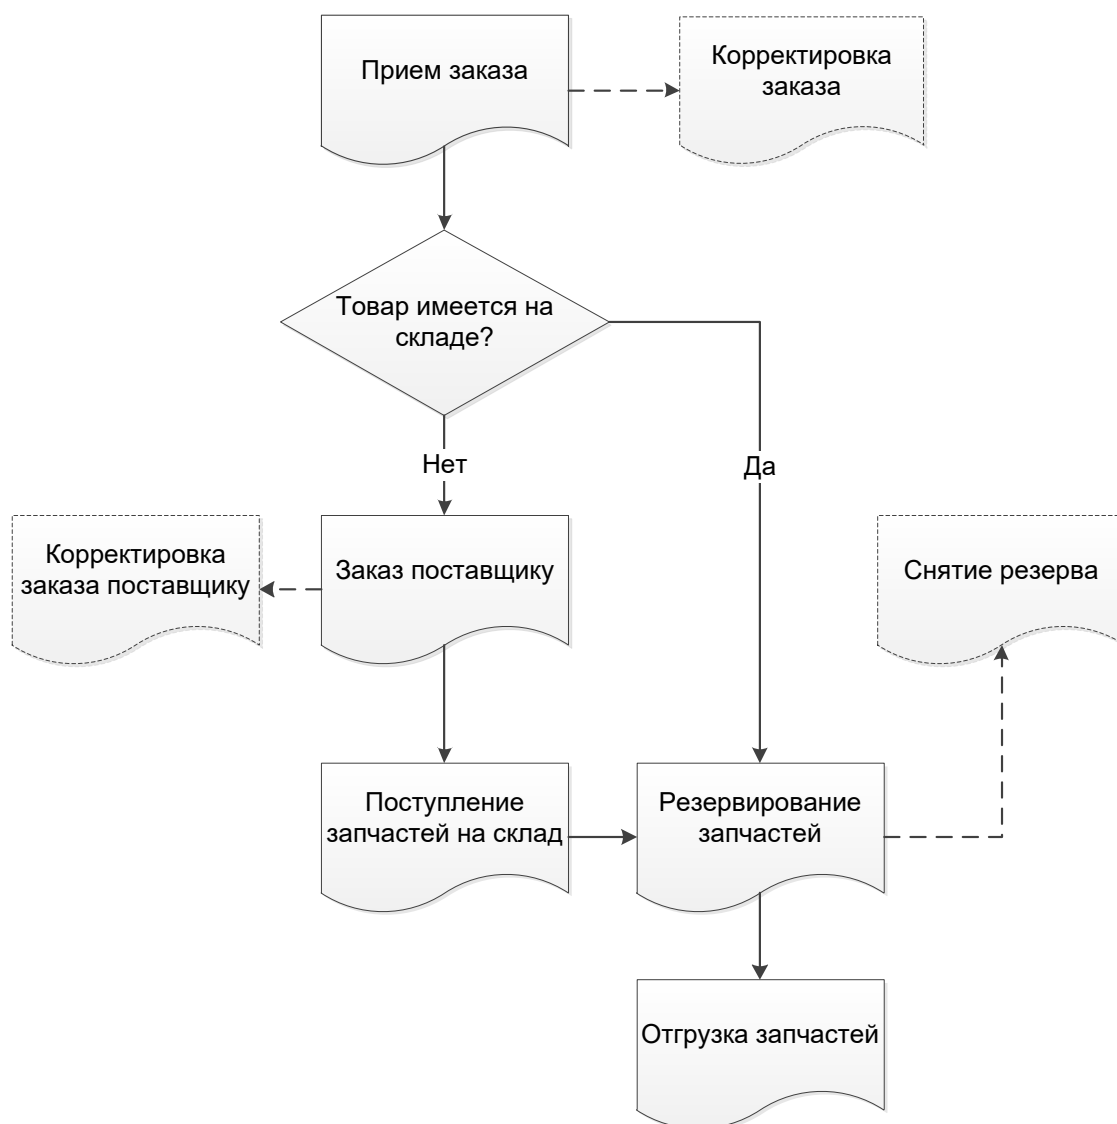 Прием заказа
Корректировка
заказа
Товар имеется на
складе?
Нет
Да
Корректировка
заказа поставщику
Заказ поставщику
Снятие резерва
Поступление
запчастей на склад
Резервирование
запчастей
Отгрузка запчастей